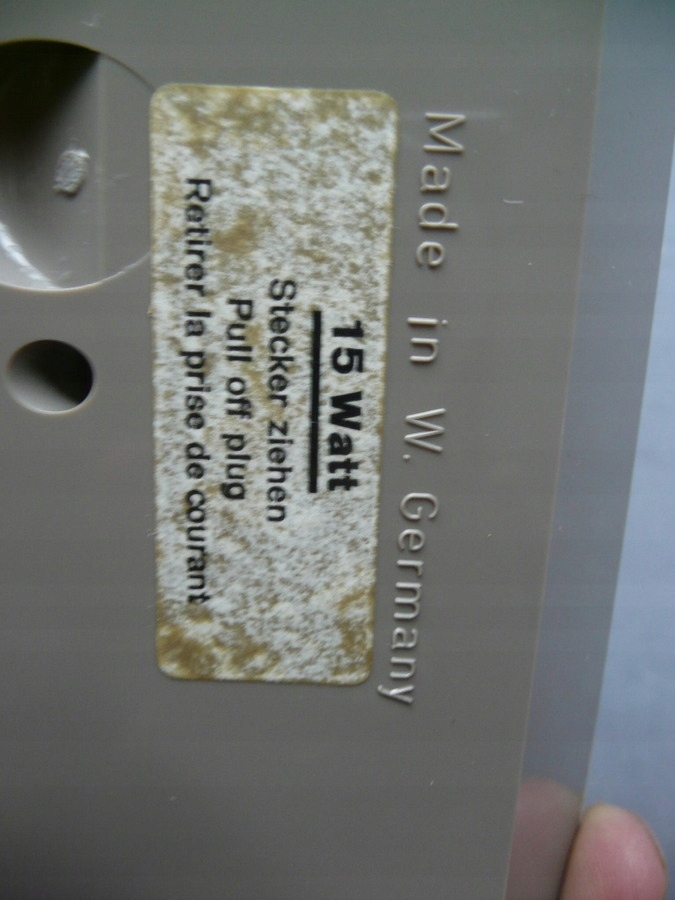 Made in W. Germany
15 Watt
Stecker ziehen
Pull off plug
Retirer la prise de courant